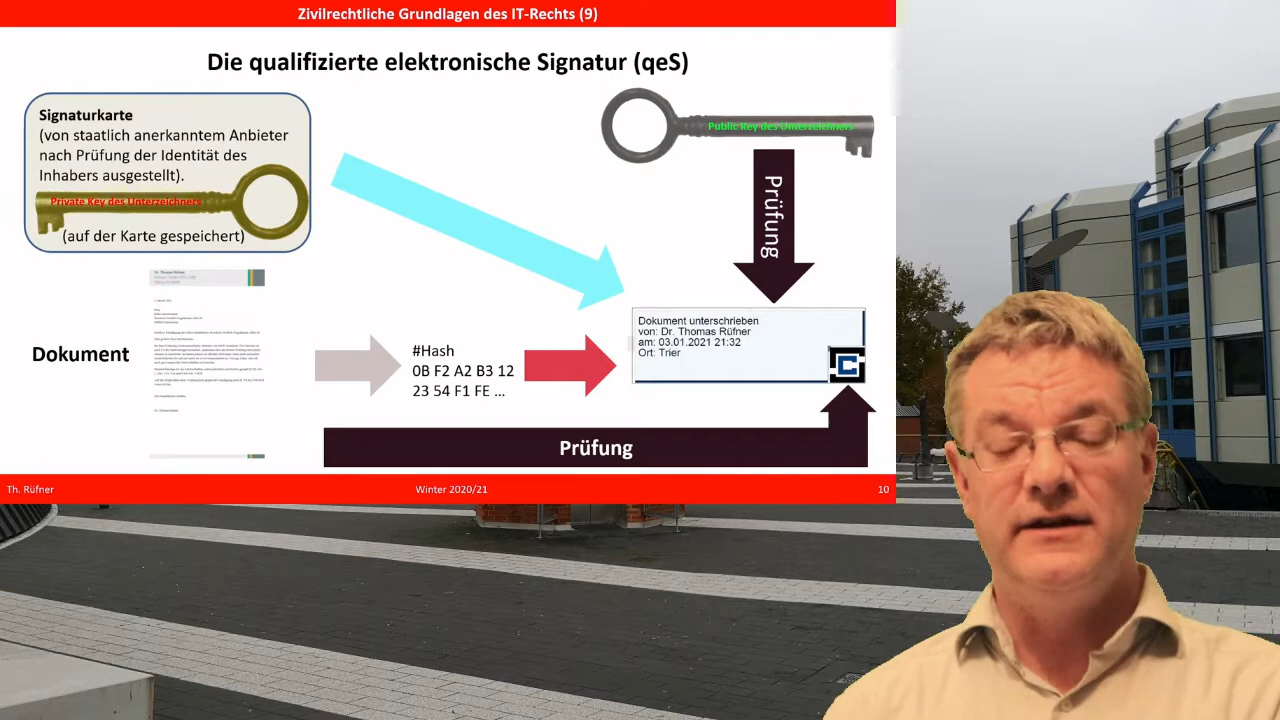 Zivilrechtliche Grundlagen des IT-Rechts (9)
Die qualifizierte elektronische Signatur (qeS)
Signaturkarte
(von staatlich anerkanntem Anbieter
nach Prüfung der Identität des
Inhabers ausgestellt).
Private Key des Unterzeichners
(auf der Karte gespeichert)
Public Key des Unterzeichners
Prüfung
Dokument
#Hash
0B F2 A2 B3 12
23 54 F1 FE ...
Dokument unterschrieben
von: Dr. Thomas Rüfner
am: 03.01.2021 21:32
Ort: Trier
Prüfung
Th. Rüfner
Winter 2020/21
10